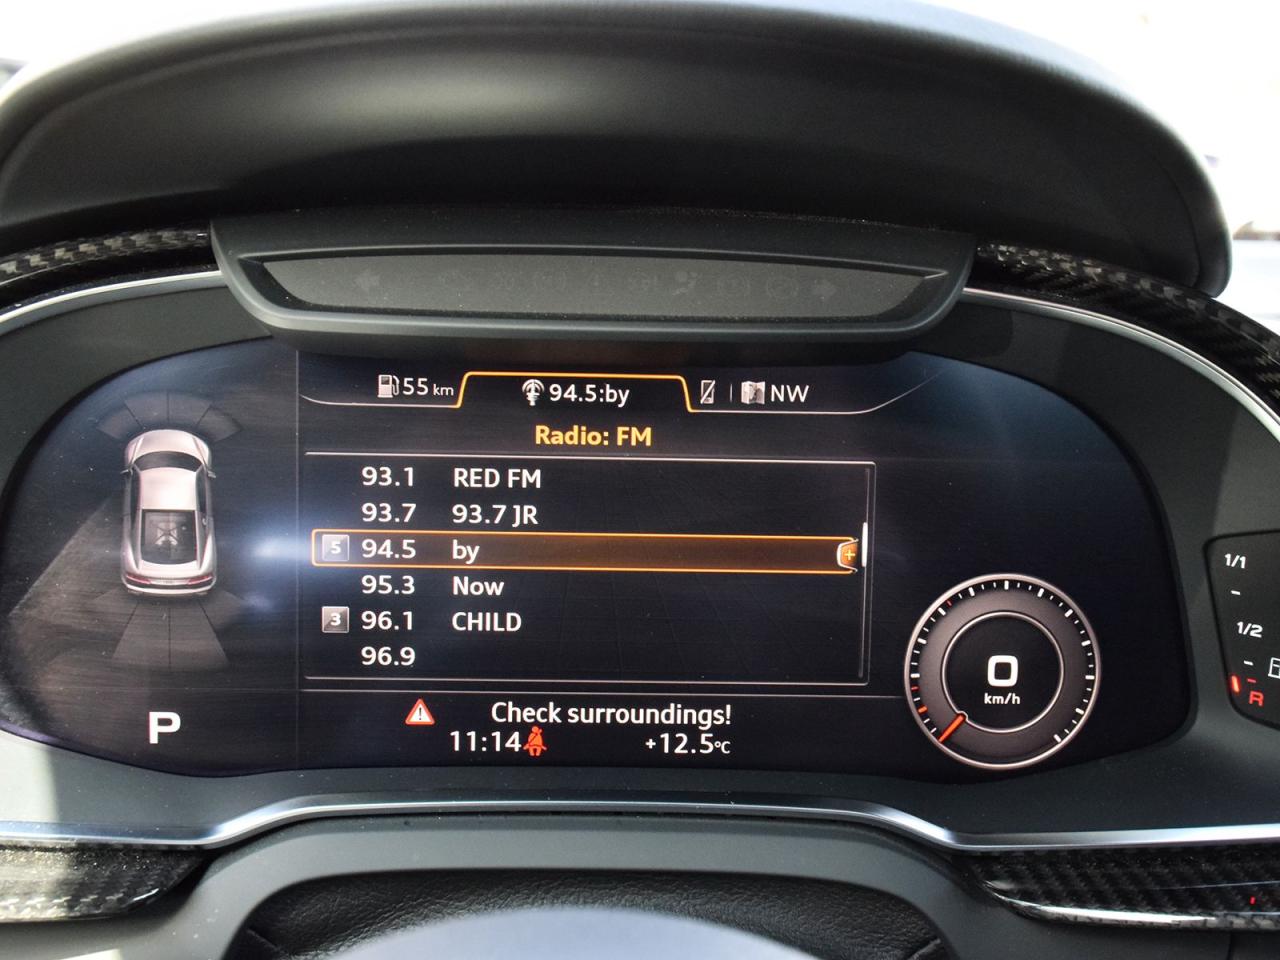 55 km
94.5:by
NW
Radio: FM
93.1 RED FM
93.7 93.7 JR
5 94.5 by
95.3 Now
3 96.1 CHILD
96.9
Check surroundings!
11:14 +12.5°C
P
0
km/h
1/1
1/2
R